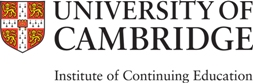 UNIVERSITY OF
CAMBRIDGE
Institute of Continuing Education